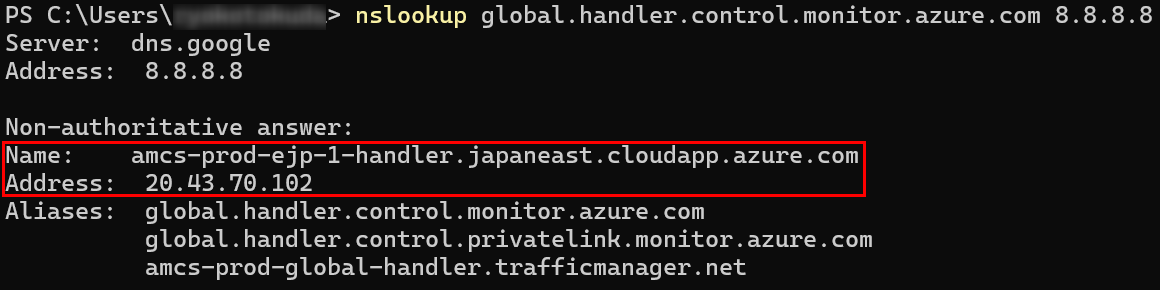 PS C:\Users\> nslookup global.handler.control.monitor.azure.com 8.8.8.8
Server:  dns.google
Address:  8.8.8.8

Non-authoritative answer:
Name:    amcs-prod-ejp-1-handler.japaneast.cloudapp.azure.com
Address:  20.43.70.102
Aliases:  global.handler.control.monitor.azure.com
          global.handler.control.privatelink.monitor.azure.com
          amcs-prod-global-handler.trafficmanager.net